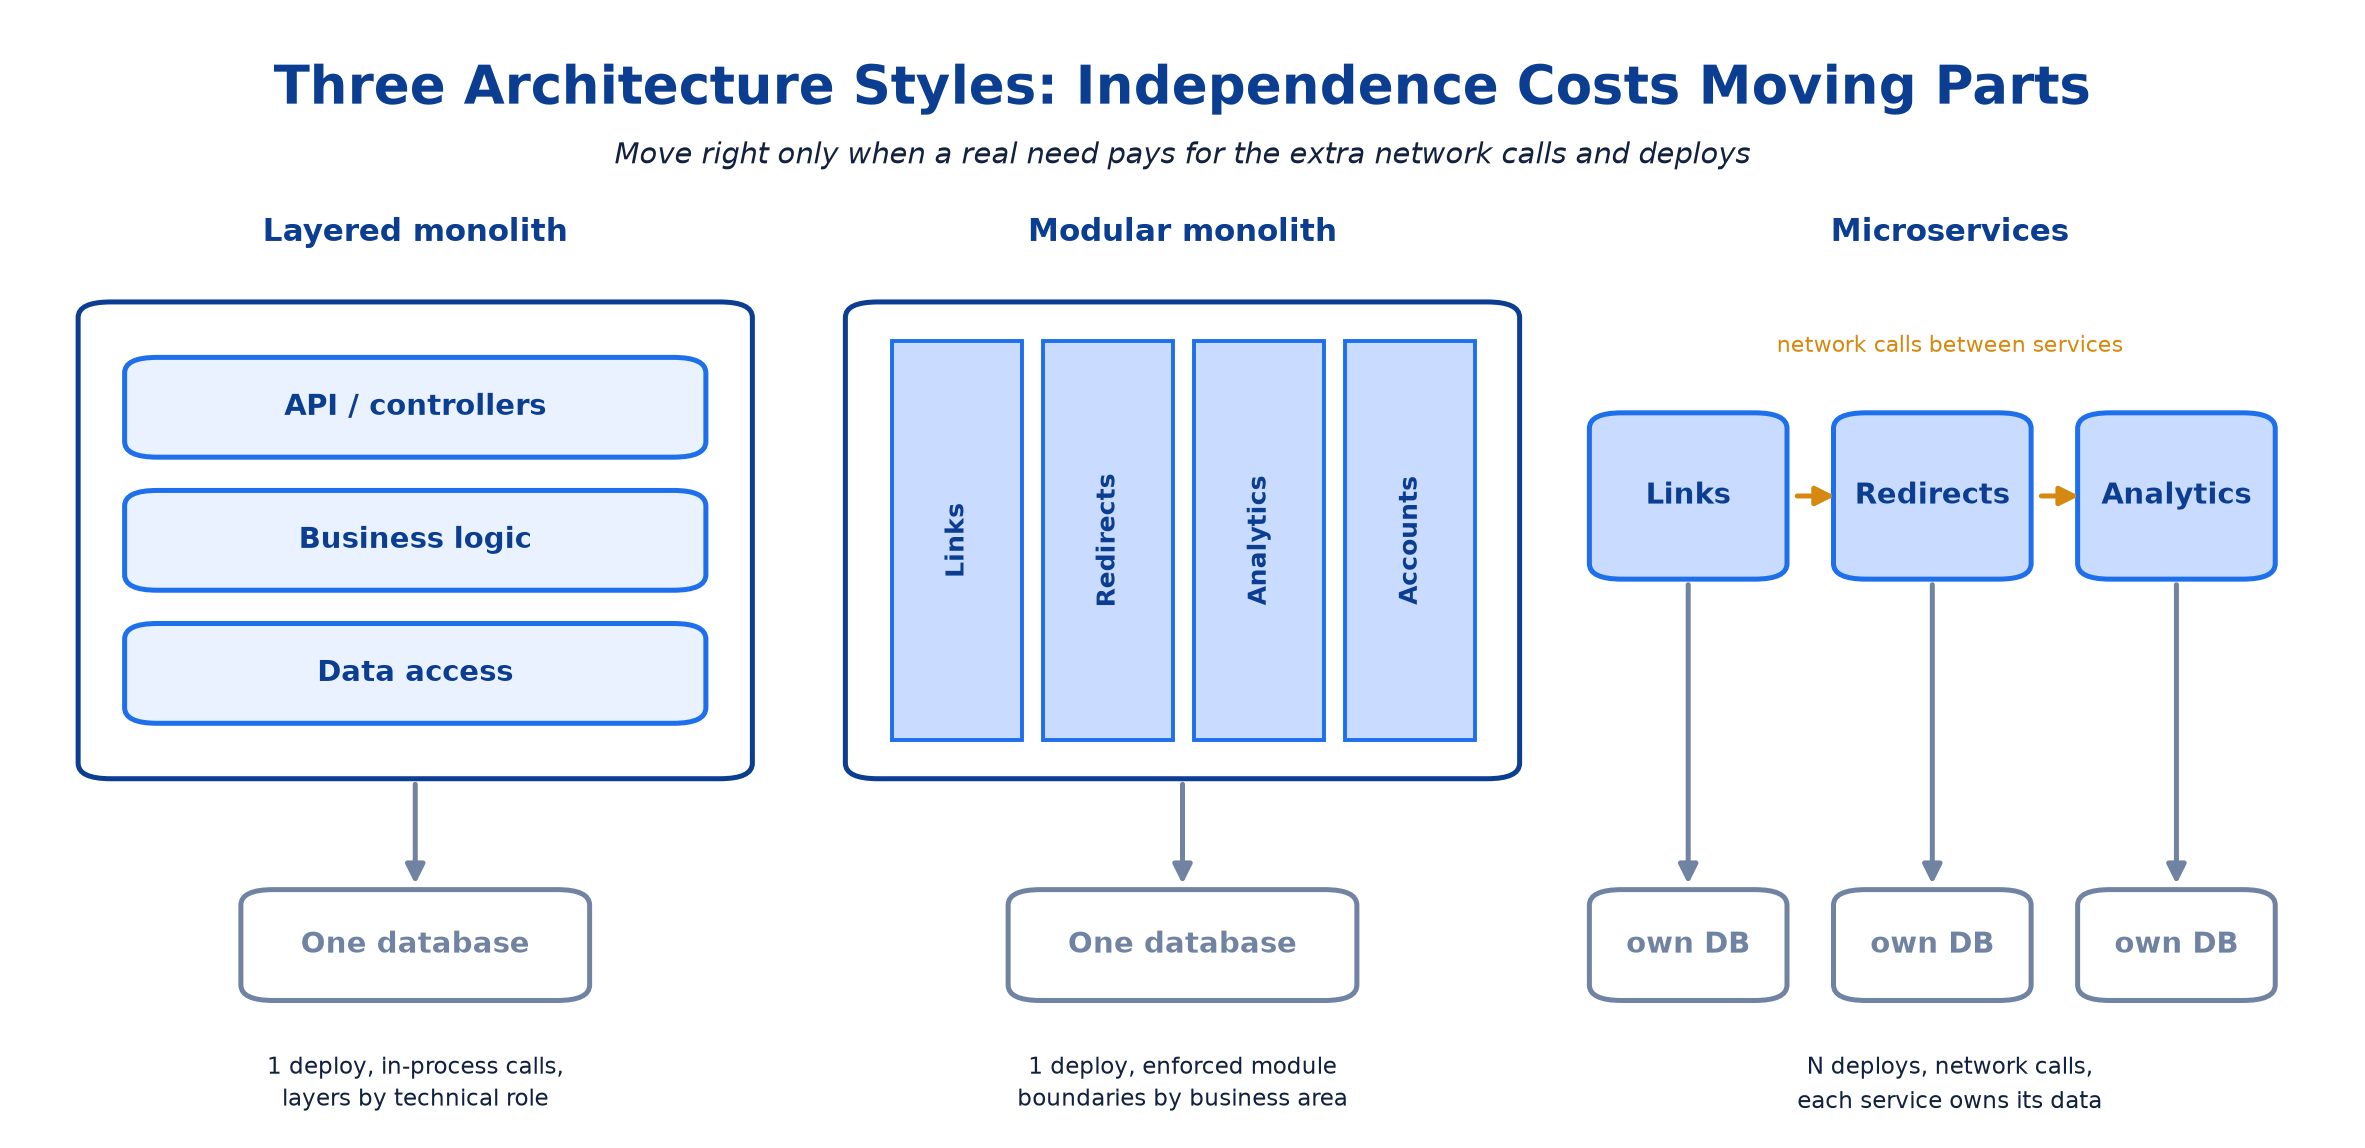 Three Architecture Styles: Independence Costs Moving Parts
Move right only when a real need pays for the extra network calls and deploys
Layered monolith
API / controllers
Business logic
Data access
One database
1 deploy, in-process calls,
layers by technical role
Modular monolith
Links
Redirects
Analytics
Accounts
One database
1 deploy, enforced module
boundaries by business area
Microservices
network calls between services
Links
Redirects
Analytics
own DB
own DB
own DB
N deploys, network calls,
each service owns its data